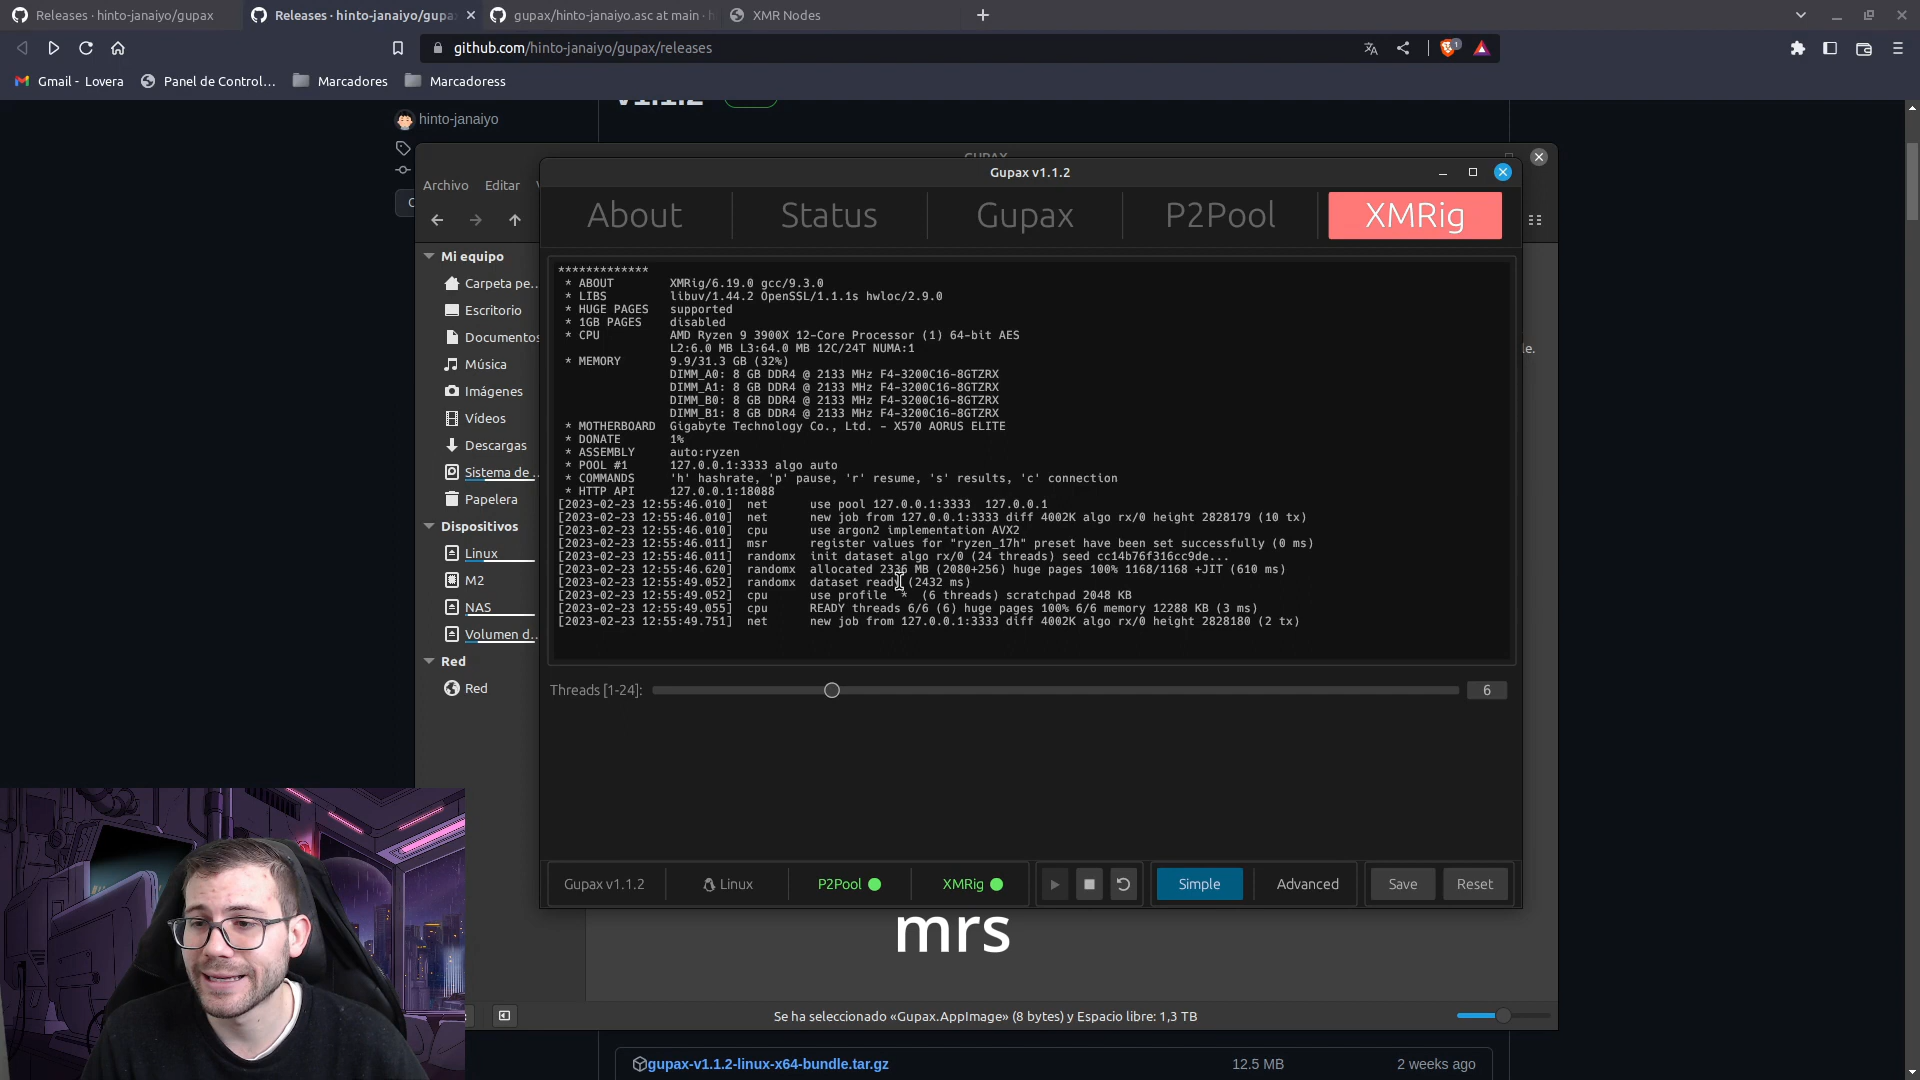 Releases · hinto-janaiyo/gupax
Releases · hinto-janaiyo/gupa
gupax/hinto-janaiyo.asc at main · h
XMR Nodes
github.com/hinto-janaiyo/gupax/releases
1
Gmail - Lovera
Panel de Control...
Marcadores
Marcadoress
v1.1.2
hinto-janaiyo
GUPAX
Gupax v1.1.2
Archivo Editar
About
Status
Gupax
P2Pool
XMRig
Mi equipo
Carpeta pe...
Escritorio
Documentos
Música
Imágenes
Vídeos
Descargas
Sistema de ...
Papelera
Dispositivos
Linux
M2
NAS
Volumen d...
Red
Red
le.
*************
* ABOUT XMRig/6.19.0 gcc/9.3.0
* LIBS libuv/1.44.2 OpenSSL/1.1.1s hwloc/2.9.0
* HUGE PAGES supported
* 1GB PAGES disabled
* CPU AMD Ryzen 9 3900X 12-Core Processor (1) 64-bit AES
L2:6.0 MB L3:64.0 MB 12C/24T NUMA:1
* MEMORY 9.9/31.3 GB (32%)
DIMM_A0: 8 GB DDR4 @ 2133 MHz F4-3200C16-8GTZRX
DIMM_A1: 8 GB DDR4 @ 2133 MHz F4-3200C16-8GTZRX
DIMM_B0: 8 GB DDR4 @ 2133 MHz F4-3200C16-8GTZRX
DIMM_B1: 8 GB DDR4 @ 2133 MHz F4-3200C16-8GTZRX
* MOTHERBOARD Gigabyte Technology Co., Ltd. - X570 AORUS ELITE
* DONATE 1%
* ASSEMBLY auto:ryzen
* POOL #1 127.0.0.1:3333 algo auto
* COMMANDS 'h' hashrate, 'p' pause, 'r' resume, 's' results, 'c' connection
* HTTP API 127.0.0.1:18088
[2023-02-23 12:55:46.010] net use pool 127.0.0.1:3333 127.0.0.1
[2023-02-23 12:55:46.010] net new job from 127.0.0.1:3333 diff 4002K algo rx/0 height 2828179 (10 tx)
[2023-02-23 12:55:46.010] cpu use argon2 implementation AVX2
[2023-02-23 12:55:46.011] msr register values for "ryzen_17h" preset have been set successfully (0 ms)
[2023-02-23 12:55:46.011] randomx init dataset algo rx/0 (24 threads) seed cc14b76f316cc9de...
[2023-02-23 12:55:46.620] randomx allocated 2336 MB (2080+256) huge pages 100% 1168/1168 +JIT (610 ms)
[2023-02-23 12:55:49.052] randomx dataset ready (2432 ms)
[2023-02-23 12:55:49.052] cpu use profile * (6 threads) scratchpad 2048 KB
[2023-02-23 12:55:49.055] cpu READY threads 6/6 (6) huge pages 100% 6/6 memory 12288 KB (3 ms)
[2023-02-23 12:55:49.751] net new job from 127.0.0.1:3333 diff 4002K algo rx/0 height 2828180 (2 tx)
Threads [1-24]: 6
Gupax v1.1.2
Linux
P2Pool
XMRig
Simple
Advanced
Save
Reset
mrs
Se ha seleccionado «Gupax.AppImage» (8 bytes) y Espacio libre: 1,3 TB
gupax-v1.1.2-linux-x64-bundle.tar.gz 12.5 MB 2 weeks ago